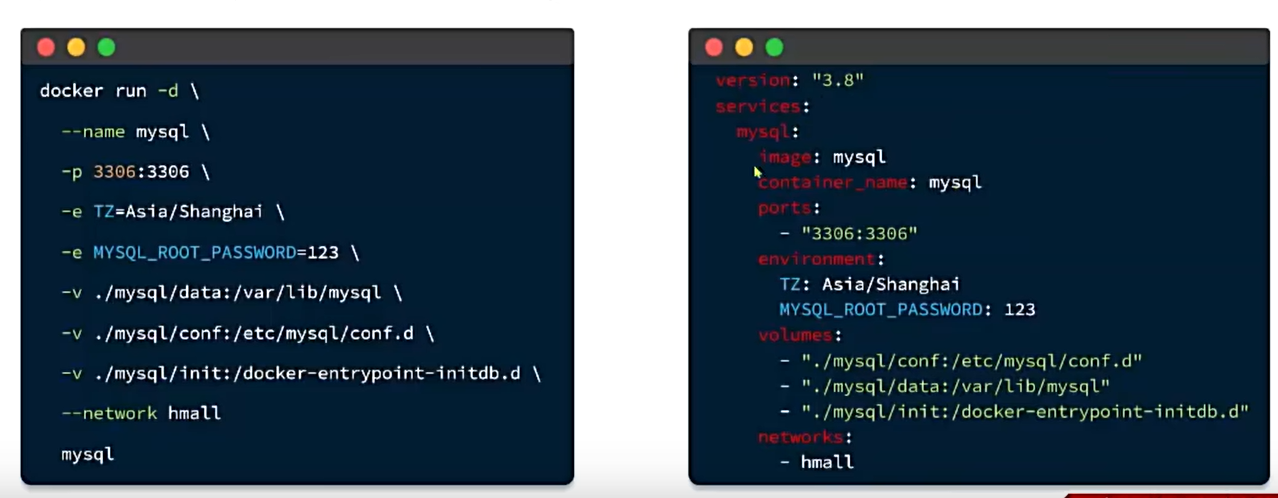 docker run -d \
--name mysql \
-p 3306:3306 \
-e TZ=Asia/Shanghai \
-e MYSQL_ROOT_PASSWORD=123 \
-v ./mysql/data:/var/lib/mysql \
-v ./mysql/conf:/etc/mysql/conf.d \
-v ./mysql/init:/docker-entrypoint-initdb.d \
--network hmall
mysql
version: "3.8"
services:
mysql:
image: mysql
container_name: mysql
ports:
- "3306:3306"
environment:
TZ: Asia/Shanghai
MYSQL_ROOT_PASSWORD: 123
volumes:
- "./mysql/conf:/etc/mysql/conf.d"
- "./mysql/data:/var/lib/mysql"
- "./mysql/init:/docker-entrypoint-initdb.d"
networks:
- hmall